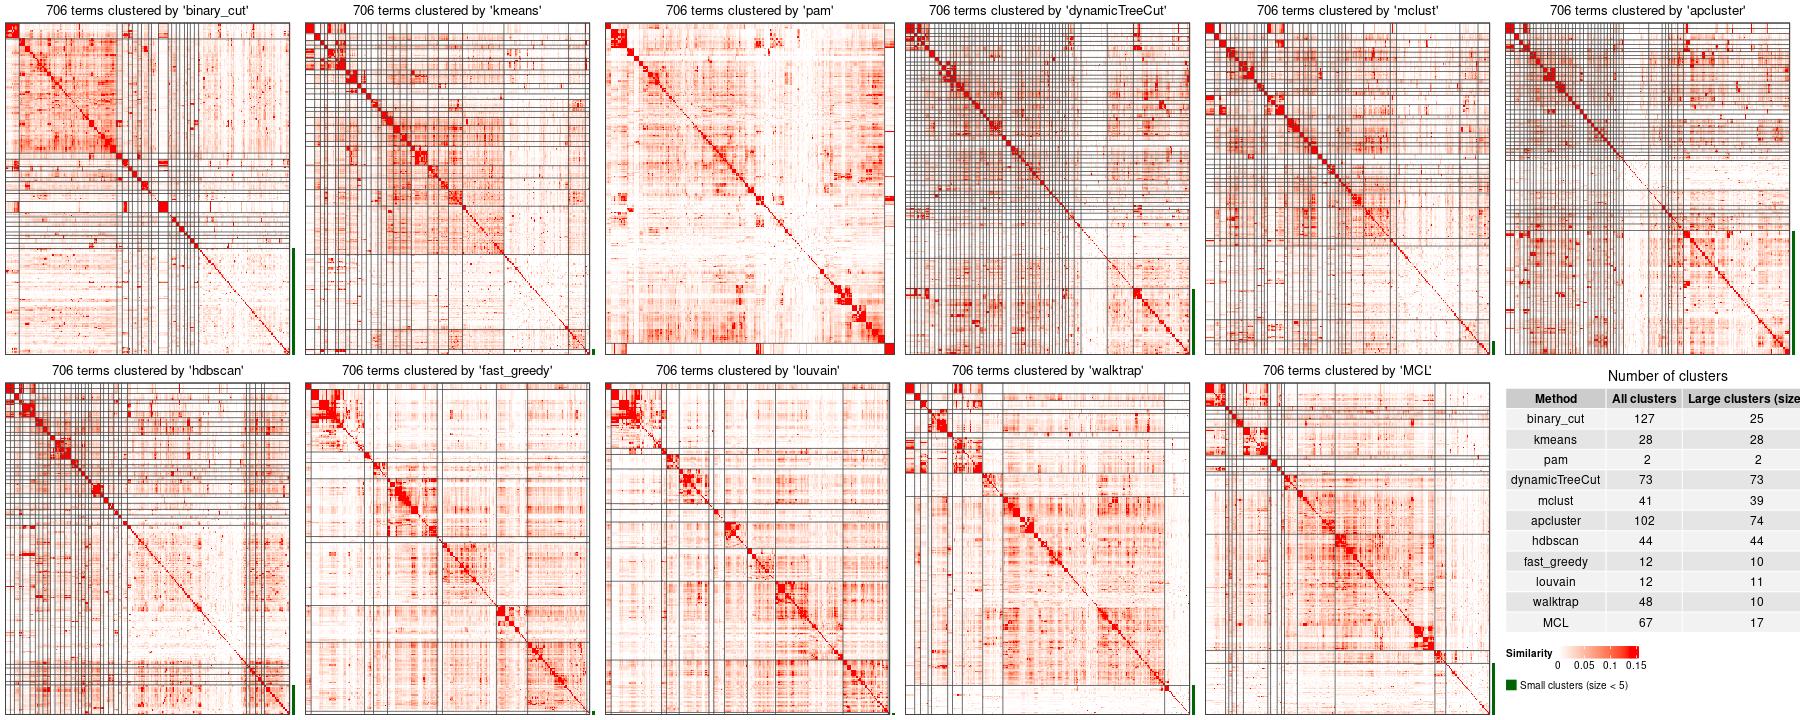 706 terms clustered by 'binary_cut'
706 terms clustered by 'kmeans'
706 terms clustered by 'pam'
706 terms clustered by 'dynamicTreeCut'
706 terms clustered by 'mclust'
706 terms clustered by 'apcluster'
706 terms clustered by 'hdbscan'
706 terms clustered by 'fast_greedy'
706 terms clustered by 'louvain'
706 terms clustered by 'walktrap'
706 terms clustered by 'MCL'
Number of clusters
Method All clusters Large clusters (size
binary_cut 127 25
kmeans 28 28
pam 2 2
dynamicTreeCut 73 73
mclust 41 39
apcluster 102 74
hdbscan 44 44
fast_greedy 12 10
louvain 12 11
walktrap 48 10
MCL 67 17
Similarity
0 0.05 0.1 0.15
Small clusters (size < 5)